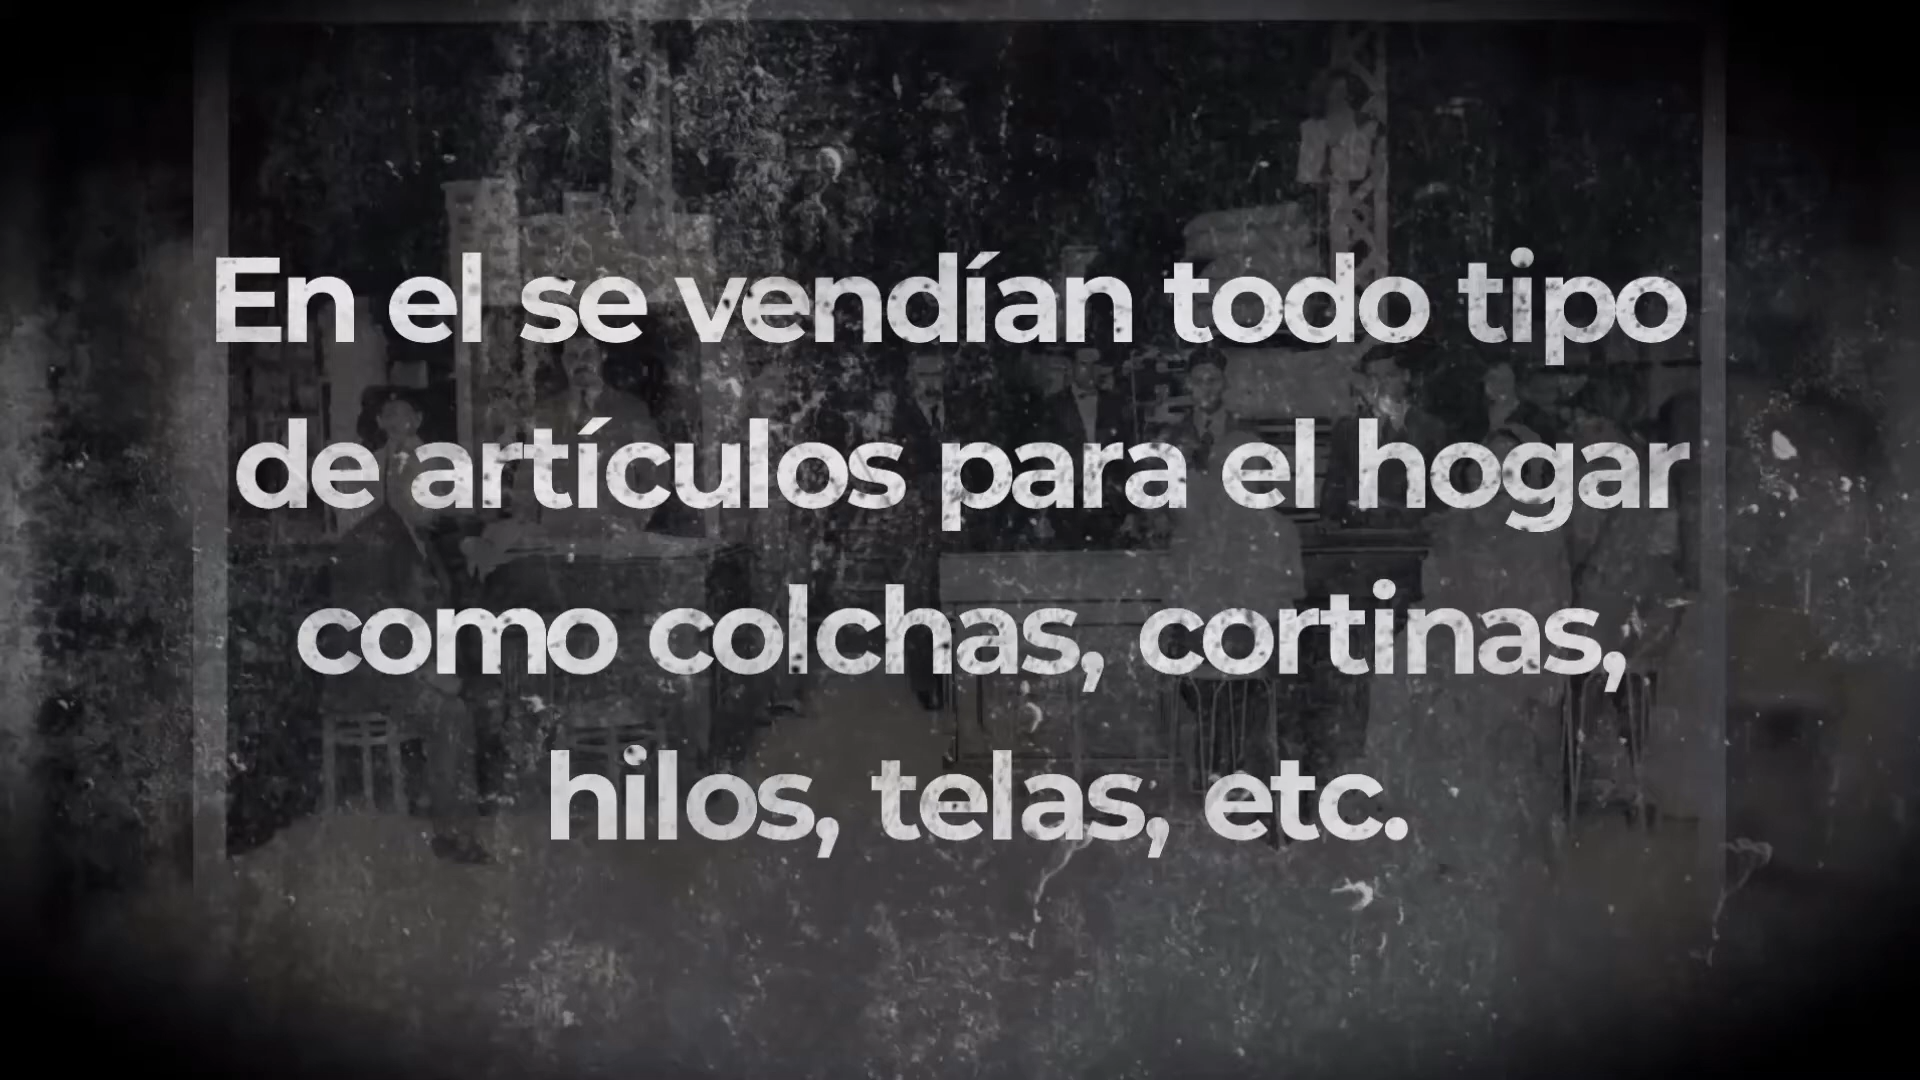 En el se vendían todo tipo
de artículos para el hogar
como colchas, cortinas,
hilos, telas, etc.